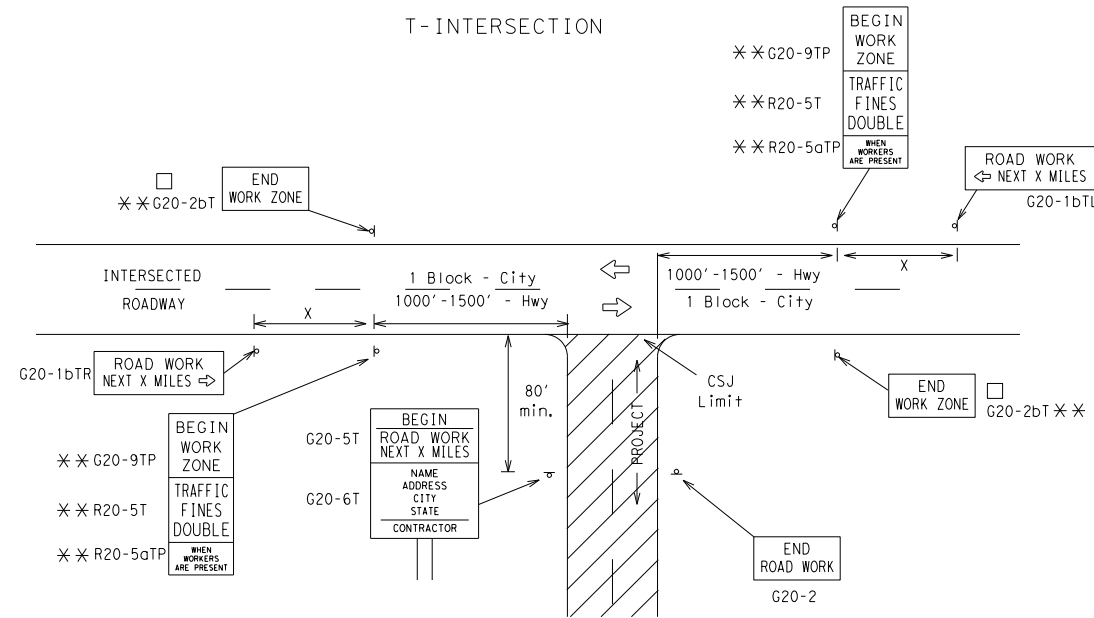 T-INTERSECTION
BEGIN
WORK
ZONE
TRAFFIC
FINES
DOUBLE
WHEN
WORKERS
ARE PRESENT
✳✳G20-9TP
✳✳R20-5T
✳✳R20-5aTP
ROAD WORK
⇦ NEXT X MILES
G20-1bTL
END
WORK ZONE
□
✳✳G20-2bT
INTERSECTED
ROADWAY
X
1 Block - City
1000'-1500' - Hwy
1000'-1500' - Hwy
1 Block - City
X
G20-1bTR
ROAD WORK
NEXT X MILES ⇨
80'
min.
PROJECT
CSJ
Limit
END
WORK ZONE
□
G20-2bT ✳✳
BEGIN
WORK
ZONE
TRAFFIC
FINES
DOUBLE
WHEN
WORKERS
ARE PRESENT
✳✳ G20-9TP
✳✳ R20-5T
✳✳ R20-5aTP
G20-5T
G20-6T
BEGIN
ROAD WORK
NEXT X MILES
NAME
ADDRESS
CITY
STATE
CONTRACTOR
END
ROAD WORK
G20-2